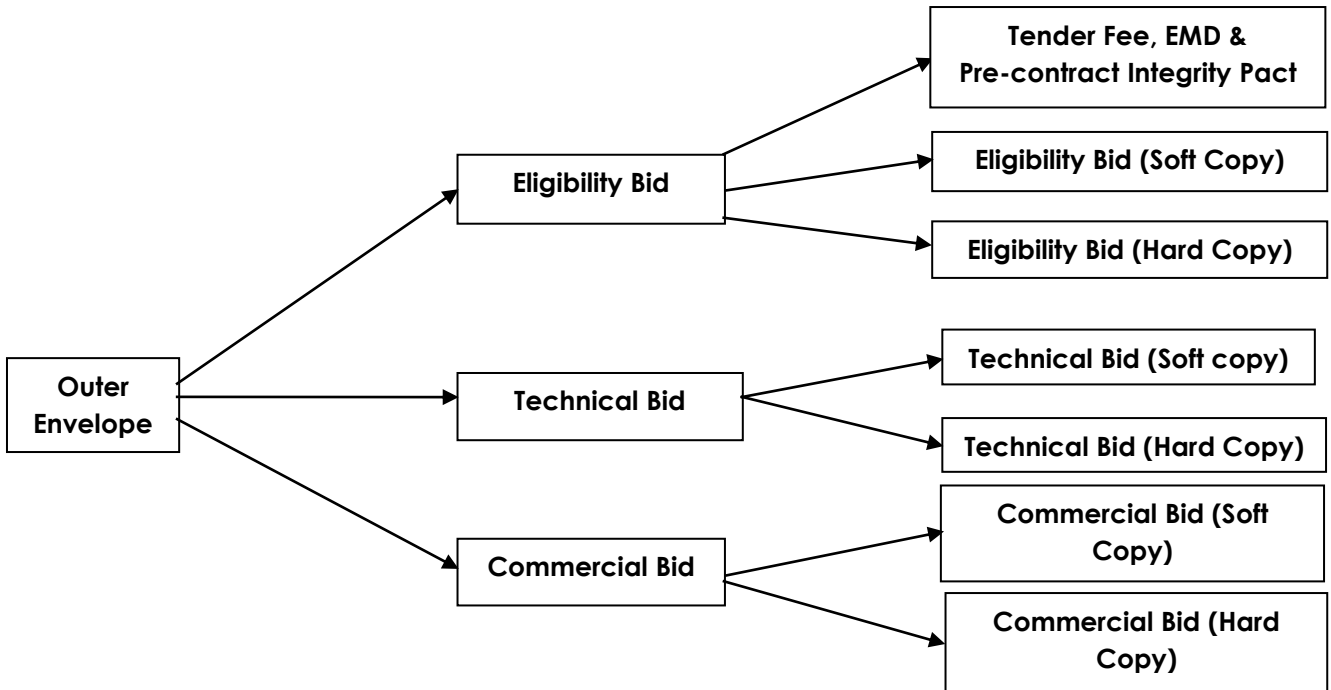 Tender Fee, EMD &
Pre-contract Integrity Pact
Eligibility Bid
Eligibility Bid (Soft Copy)
Eligibility Bid (Hard Copy)
Outer
Envelope
Technical Bid
Technical Bid (Soft copy)
Technical Bid (Hard Copy)
Commercial Bid
Commercial Bid (Soft
Copy)
Commercial Bid (Hard
Copy)